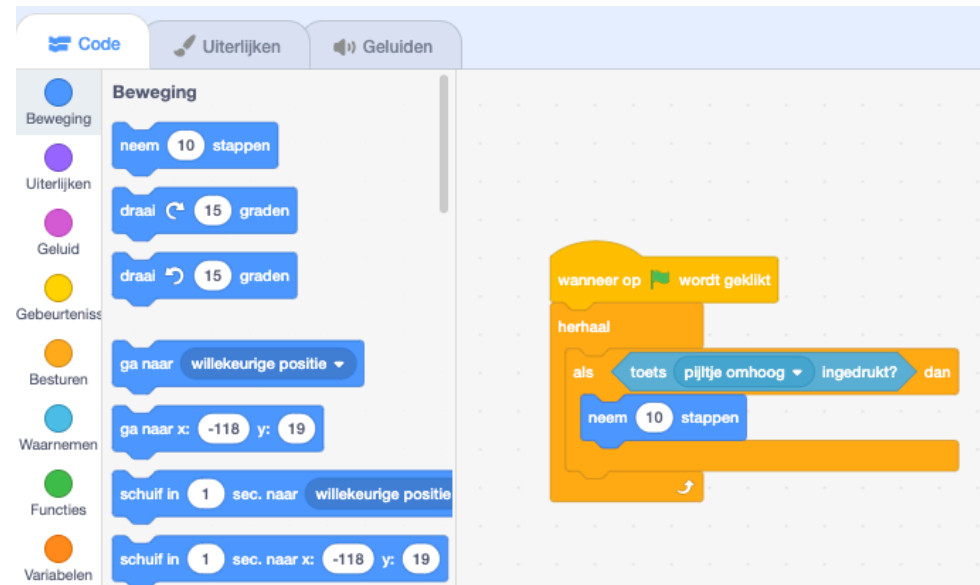 Code
Uiterlijken
Geluiden
Beweging
Uiterlijken
Geluid
Gebeurteniss
Besturen
Waarnemen
Functies
Variabelen
Beweging
neem 10 stappen
draai 15 graden
draai 15 graden
ga naar willekeurige positie
ga naar x: -118 y: 19
schuif in 1 sec. naar willekeurige positie
schuif in 1 sec. naar x: -118 y: 19
wanneer op wordt geklikt
herhaal
als toets pijltje omhoog ingedrukt? dan
neem 10 stappen